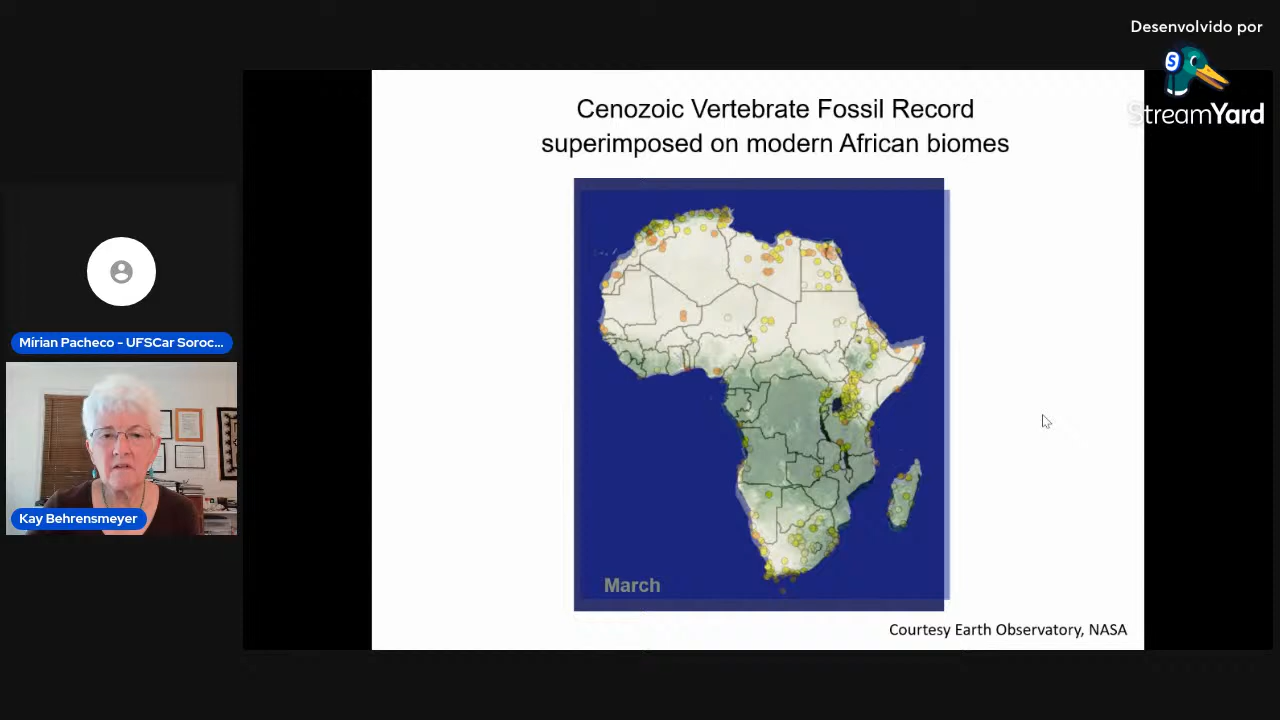 Desenvolvido por
StreamYard
Cenozoic Vertebrate Fossil Record
superimposed on modern African biomes
Mírian Pacheco - UFSCar Soroc...
Kay Behrensmeyer
March
Courtesy Earth Observatory, NASA